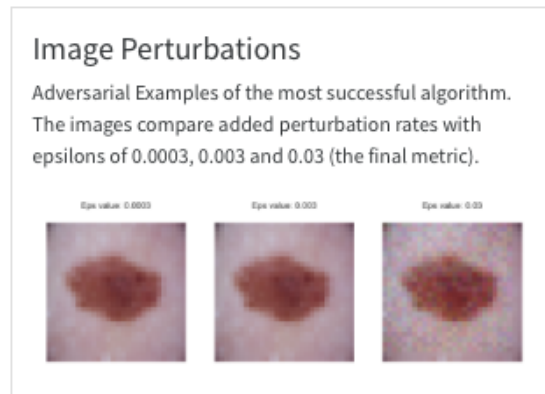 Image Perturbations
Adversarial Examples of the most successful algorithm.
The images compare added perturbation rates with
epsilons of 0.0003, 0.003 and 0.03 (the final metric).
Eps value: 0.0003 Eps value: 0.003 Eps value: 0.03